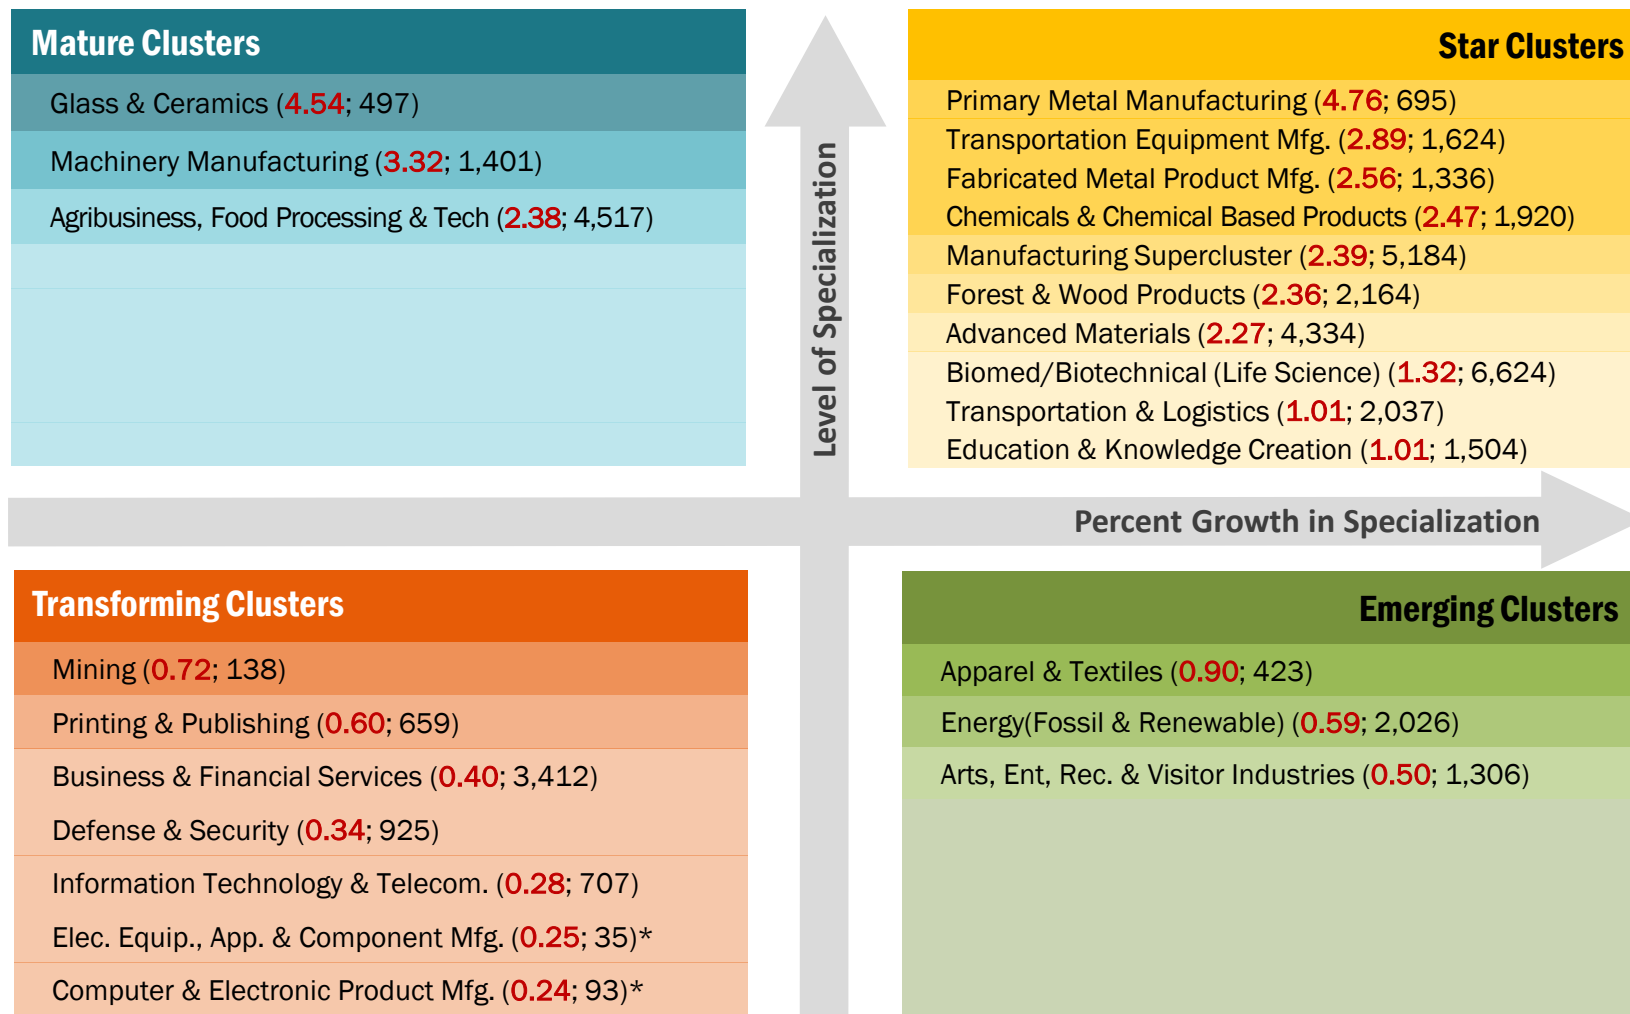 Mature Clusters
Glass & Ceramics (4.54; 497)
Machinery Manufacturing (3.32; 1,401)
Agribusiness, Food Processing & Tech (2.38; 4,517)
Star Clusters
Primary Metal Manufacturing (4.76; 695)
Transportation Equipment Mfg. (2.89; 1,624)
Fabricated Metal Product Mfg. (2.56; 1,336)
Chemicals & Chemical Based Products (2.47; 1,920)
Manufacturing Supercluster (2.39; 5,184)
Forest & Wood Products (2.36; 2,164)
Advanced Materials (2.27; 4,334)
Biomed/Biotechnical (Life Science) (1.32; 6,624)
Transportation & Logistics (1.01; 2,037)
Education & Knowledge Creation (1.01; 1,504)
Level of Specialization
Percent Growth in Specialization
Transforming Clusters
Mining (0.72; 138)
Printing & Publishing (0.60; 659)
Business & Financial Services (0.40; 3,412)
Defense & Security (0.34; 925)
Information Technology & Telecom. (0.28; 707)
Elec. Equip., App. & Component Mfg. (0.25; 35)*
Computer & Electronic Product Mfg. (0.24; 93)*
Emerging Clusters
Apparel & Textiles (0.90; 423)
Energy(Fossil & Renewable) (0.59; 2,026)
Arts, Ent, Rec. & Visitor Industries (0.50; 1,306)